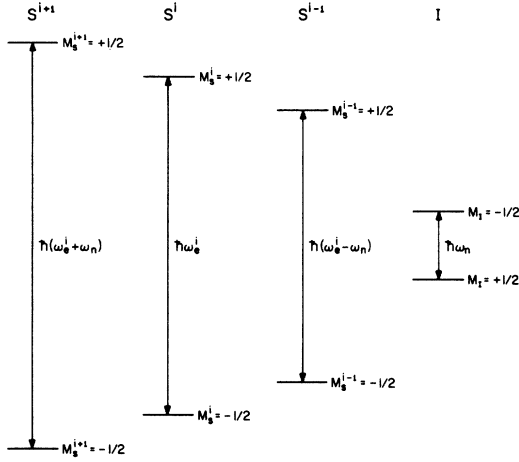 S^{i+1} S^{i} S^{i-1} I
M_s^{i+1} = +1/2
M_s^{i} = +1/2
M_s^{i-1} = +1/2
M_I = -1/2
ħ(ω_e^{i}+ω_n) ħω_e^{i} ħ(ω_e^{i}-ω_n) ħω_n
M_I = +1/2
M_s^{i-1} = -1/2
M_s^{i} = -1/2
M_s^{i+1} = -1/2